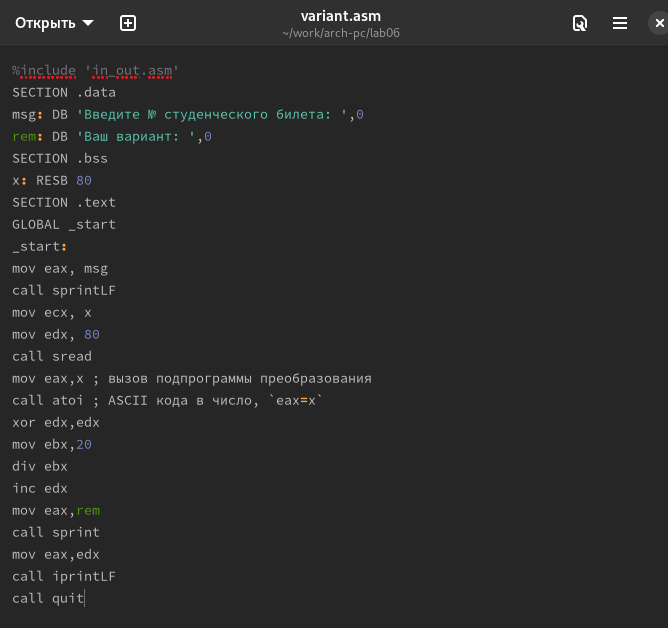 Открыть
variant.asm
~/work/arch-pc/lab06
%include 'in_out.asm'
SECTION .data
msg: DB 'Введите № студенческого билета: ',0
rem: DB 'Ваш вариант: ',0
SECTION .bss
x: RESB 80
SECTION .text
GLOBAL _start
_start:
mov eax, msg
call sprintLF
mov ecx, x
mov edx, 80
call sread
mov eax,x ; вызов подпрограммы преобразования
call atoi ; ASCII кода в число, `eax=x`
xor edx,edx
mov ebx,20
div ebx
inc edx
mov eax,rem
call sprint
mov eax,edx
call iprintLF
call quit